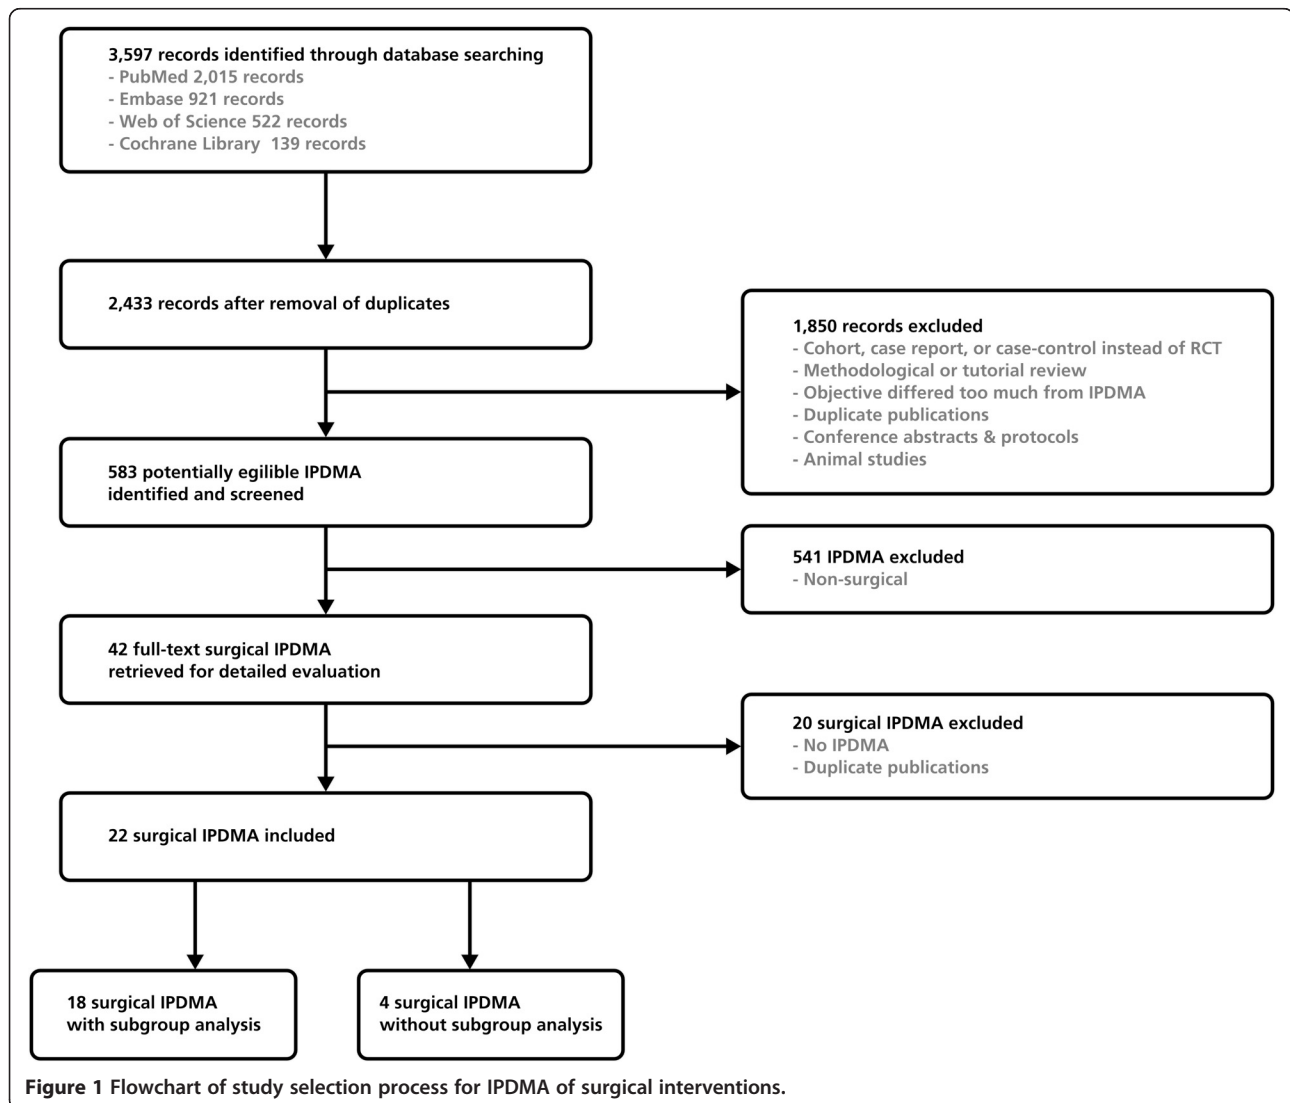 3,597 records identified through database searching
- PubMed 2,015 records
- Embase 921 records
- Web of Science 522 records
- Cochrane Library 139 records
2,433 records after removal of duplicates
1,850 records excluded
- Cohort, case report, or case-control instead of RCT
- Methodological or tutorial review
- Objective differed too much from IPDMA
- Duplicate publications
- Conference abstracts & protocols
- Animal studies
583 potentially egilible IPDMA
identified and screened
541 IPDMA excluded
- Non-surgical
42 full-text surgical IPDMA
retrieved for detailed evaluation
20 surgical IPDMA excluded
- No IPDMA
- Duplicate publications
22 surgical IPDMA included
18 surgical IPDMA
with subgroup analysis
4 surgical IPDMA
without subgroup analysis
Figure 1 Flowchart of study selection process for IPDMA of surgical interventions.